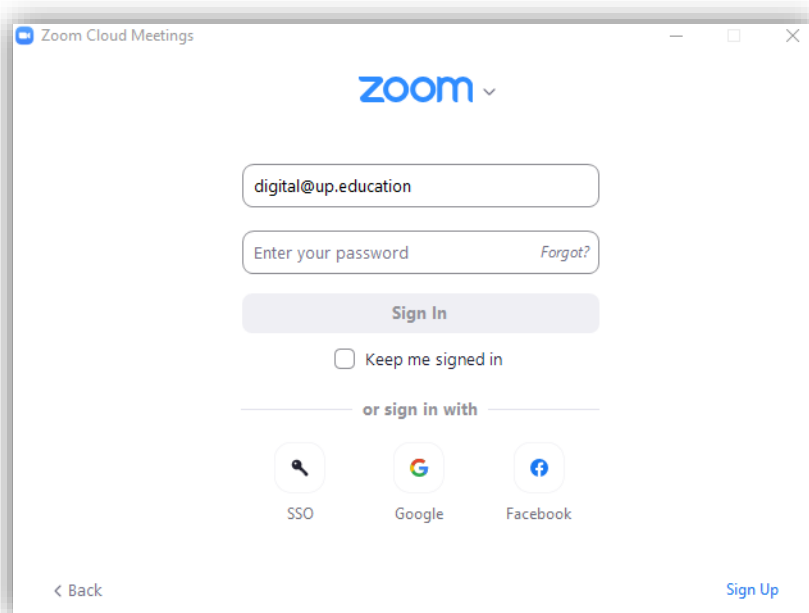 Zoom Cloud Meetings
zoom
digital@up.education
Enter your password Forgot?
Sign In
Keep me signed in
or sign in with
SSO Google Facebook
< Back Sign Up